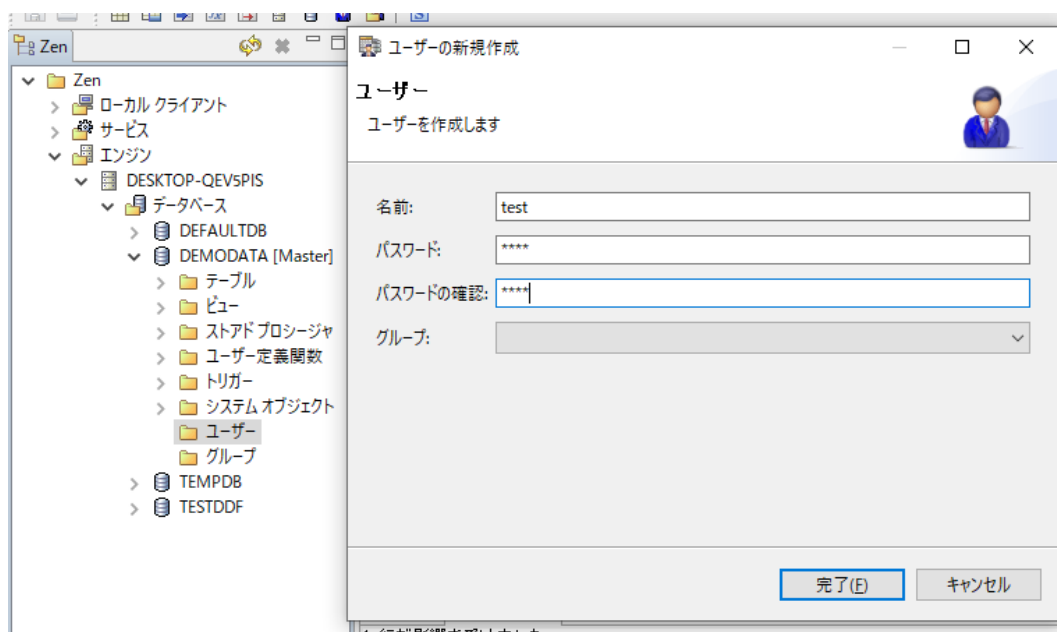 Zen
Zen
ローカル クライアント
サービス
エンジン
DESKTOP-QEV5PIS
データベース
DEFAULTDB
DEMODATA [Master]
テーブル
ビュー
ストアド プロシージャ
ユーザー定義関数
トリガー
システム オブジェクト
ユーザー
グループ
TEMPDB
TESTDDF
ユーザーの新規作成
ユーザー
ユーザーを作成します
名前: test
パスワード: ****
パスワードの確認: ****
グループ:
完了(F) キャンセル